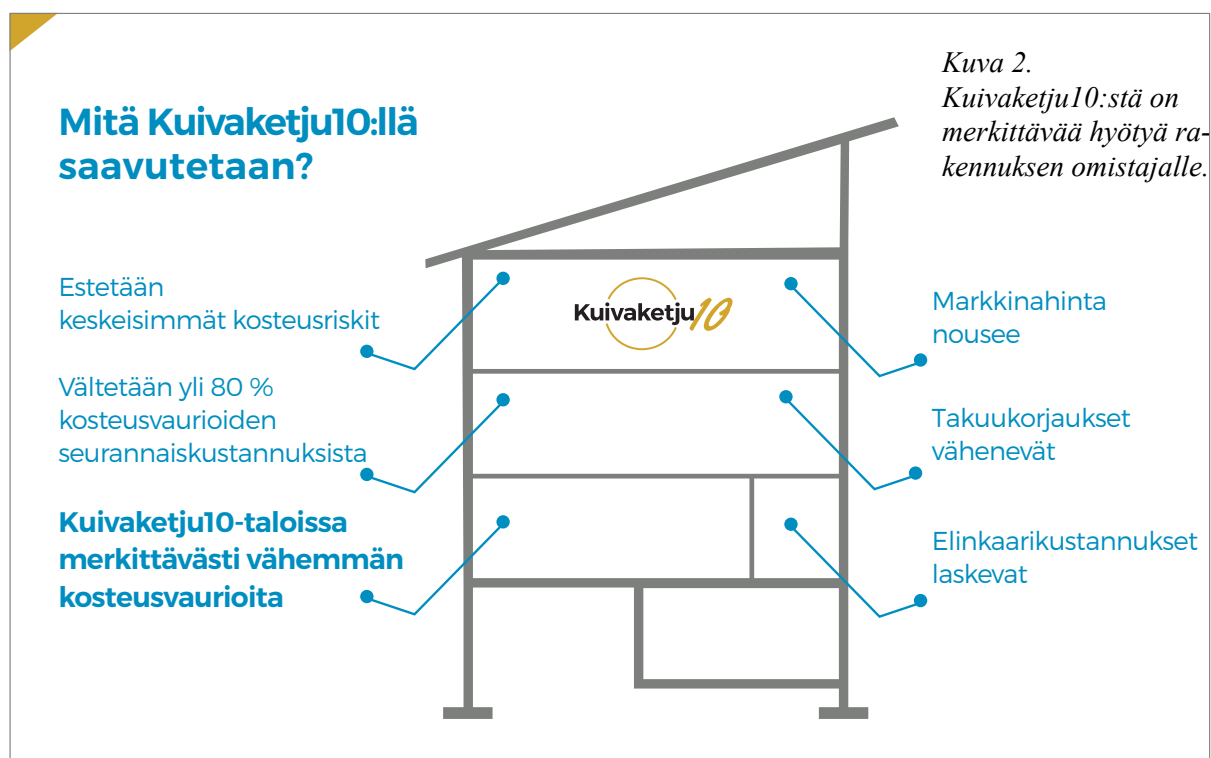 Mitä Kuivaketju10:llä
saavutetaan?
Kuva 2.
Kuivaketju10:stä on
merkittävää hyötyä ra-
kennuksen omistajalle.
Estetään
keskeisimmät kosteusriskit
Vältetään yli 80 %
kosteusvaurioiden
seurannaiskustannuksista
Kuivaketju10-taloissa
merkittävästi vähemmän
kosteusvaurioita
Kuivaketju10
Markkinahinta
nousee
Takuukorjaukset
vähenevät
Elinkaarikustannukset
laskevat